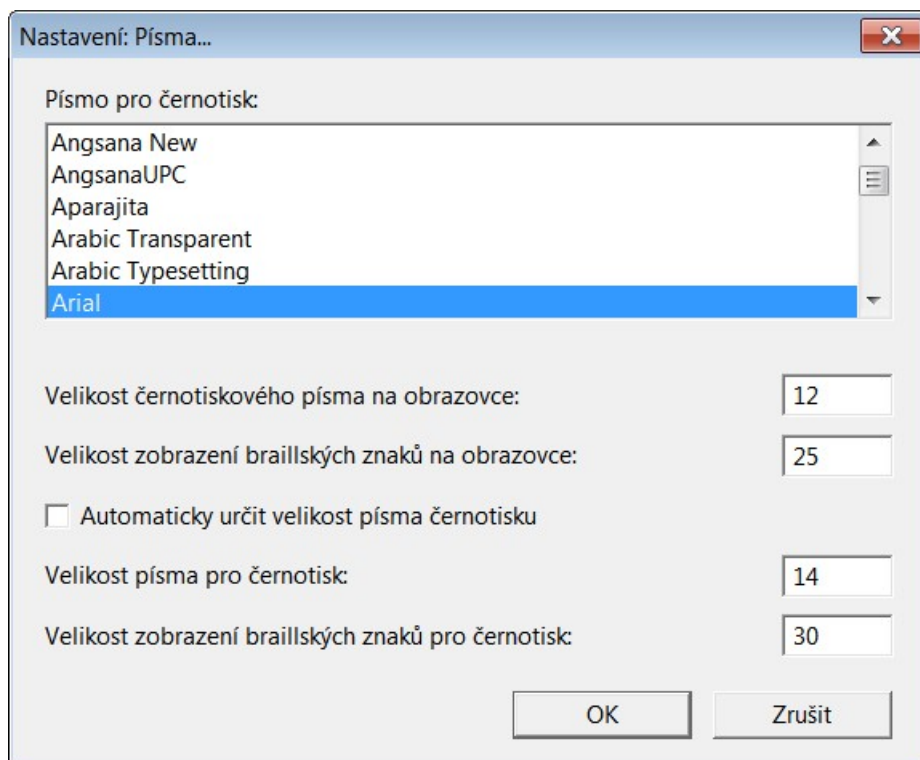 Nastavení: Písma...
Písmo pro černotisk:
Angsana New
AngsanaUPC
Aparajita
Arabic Transparent
Arabic Typesetting
Arial
Velikost černotiskového písma na obrazovce: 12
Velikost zobrazení braillských znaků na obrazovce: 25
Automaticky určit velikost písma černotisku
Velikost písma pro černotisk: 14
Velikost zobrazení braillských znaků pro černotisk: 30
OK Zrušit